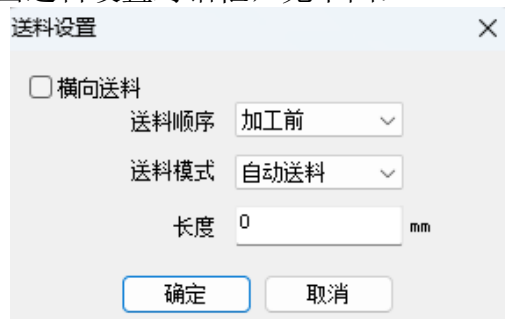 送料设置
横向送料
送料顺序 加工前
送料模式 自动送料
长度 0 mm
确定 取消